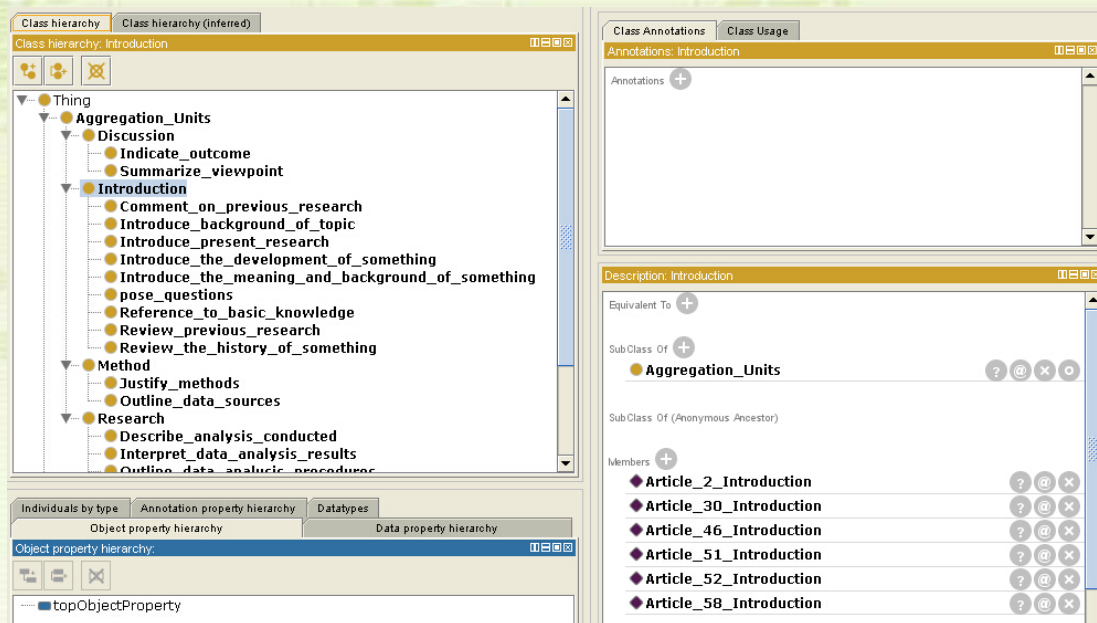 Class hierarchy
Class hierarchy (inferred)
Class hierarchy: Introduction
Thing
Aggregation_Units
Discussion
Indicate_outcome
Summarize_viewpoint
Introduction
Comment_on_previous_research
Introduce_background_of_topic
Introduce_present_research
Introduce_the_development_of_something
Introduce_the_meaning_and_background_of_something
pose_questions
Reference_to_basic_knowledge
Review_previous_research
Review_the_history_of_something
Method
Justify_methods
Outline_data_sources
Research
Describe_analysis_conducted
Interpret_data_analysis_results
Outline_data_analysis_procedures
Individuals by type
Annotation property hierarchy
Datatypes
Object property hierarchy
Data property hierarchy
Object property hierarchy:
topObjectProperty
Class Annotations
Class Usage
Annotations: Introduction
Annotations
Description: Introduction
Equivalent To
SubClass Of
Aggregation_Units
SubClass Of (Anonymous Ancestor)
Members
Article_2_Introduction
Article_30_Introduction
Article_46_Introduction
Article_51_Introduction
Article_52_Introduction
Article_58_Introduction